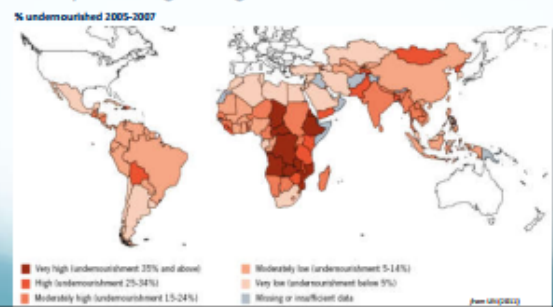 % undernourished 2005-2007
Very high (undernourishment 35% and above)
High (undernourishment 25-34%)
Moderately high (undernourishment 15-24%)
Moderately low (undernourishment 5-14%)
Very low (undernourishment below 5%)
Missing or insufficient data